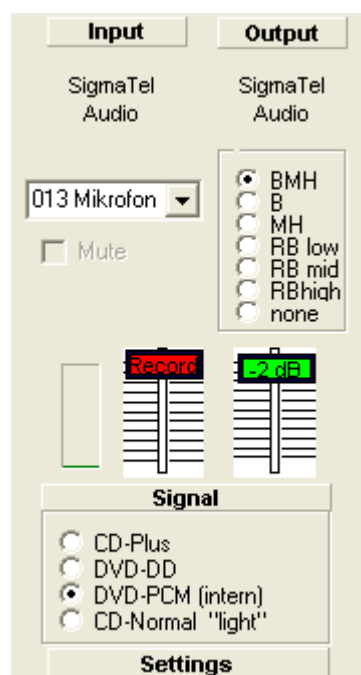 Input
Output
SigmaTel
Audio
SigmaTel
Audio
013 Mikrofon
Mute
BMH
B
MH
RB low
RB mid
RBhigh
none
Record
-2 dB
Signal
CD-Plus
DVD-DD
DVD-PCM (intern)
CD-Normal "light"
Settings